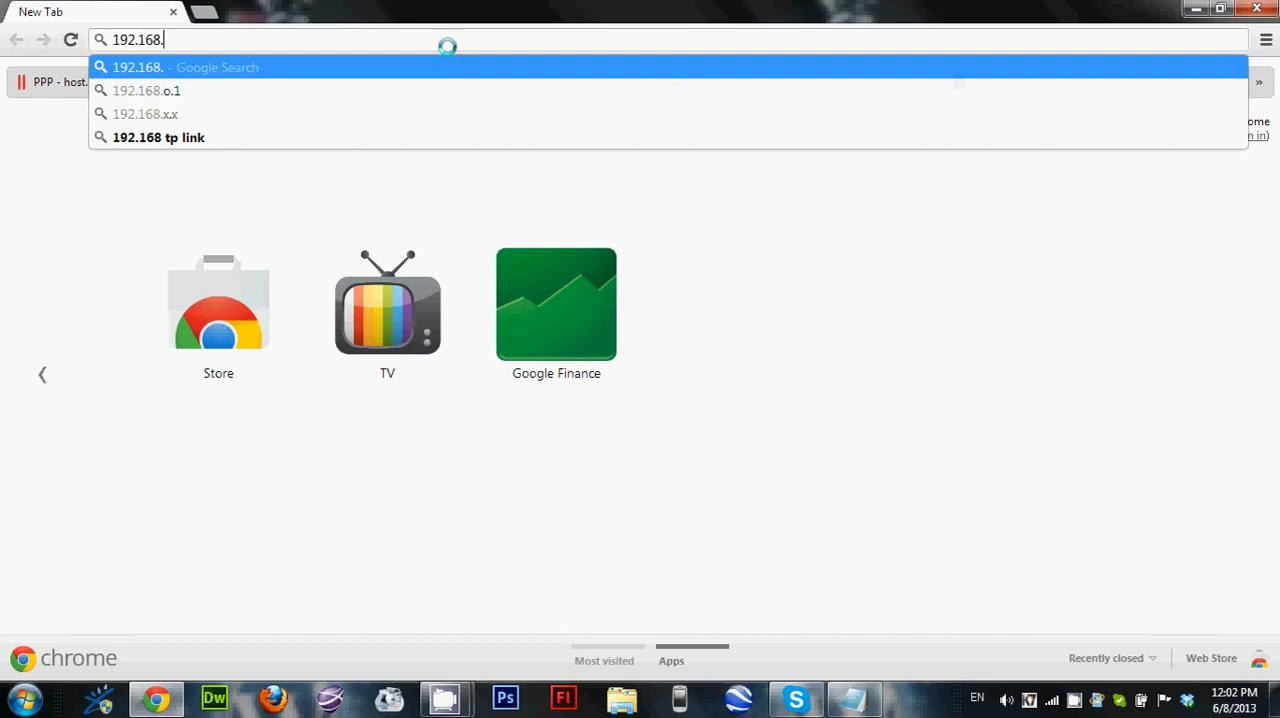 New Tab
192.168.
192.168. - Google Search
PPP - host.
192.168.o.1
»
192.168.x.x
ome
192.168 tp link
n in)
Store
TV
Google Finance
chrome
Most visited
Apps
Recently closed
Web Store
Dw
Ps
Fl
S
EN
12:02 PM
6/8/2013